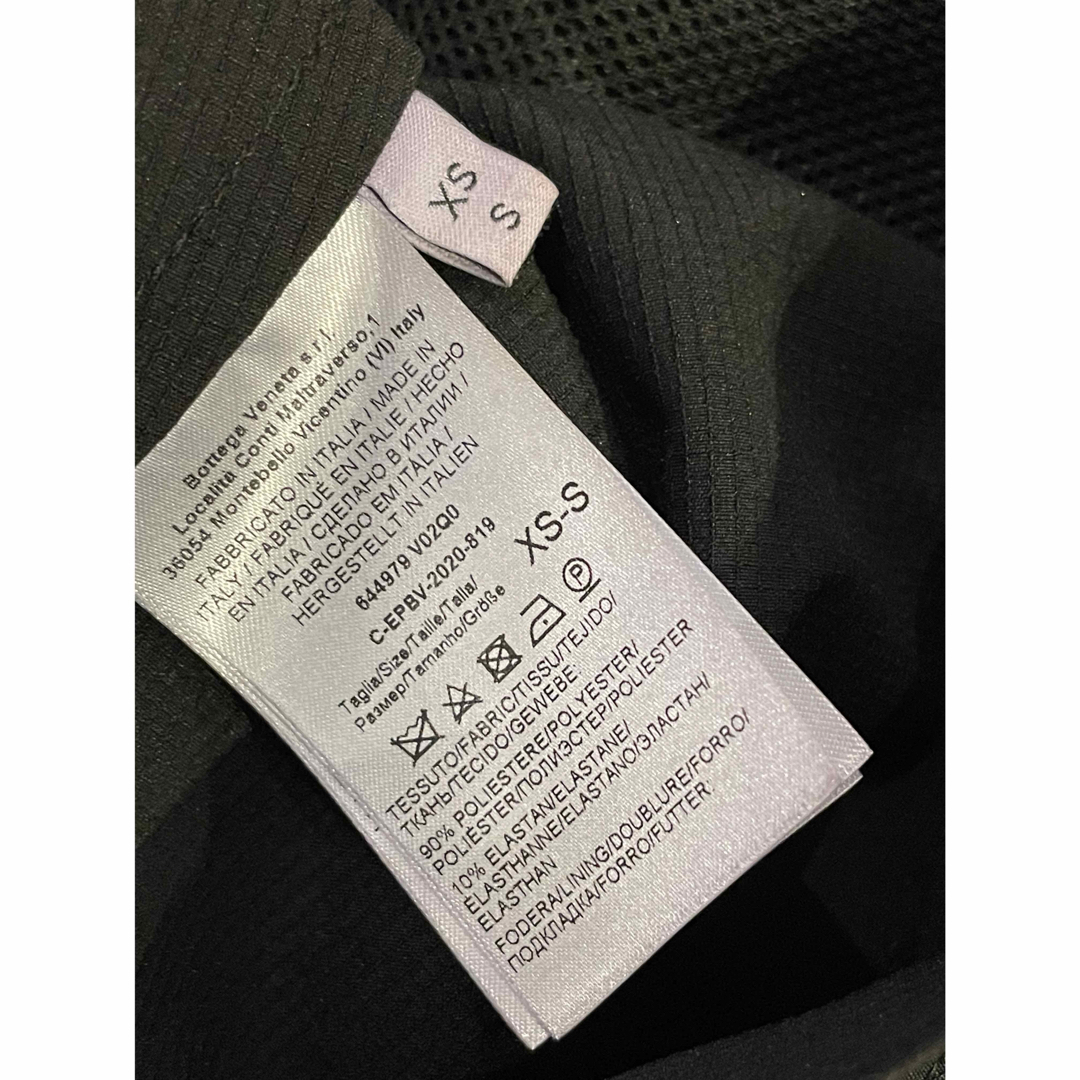 XS
S
Bottega Veneta s.r.l.
Località Conti Maltraverso,1
36054 Montebello Vicentino (VI) Italy
FABBRICATO IN ITALIA / MADE IN
ITALY / FABRIQUÉ EN ITALIE / HECHO
EN ITALIA / СДЕЛАНО В ИТАЛИИ /
FABRICADO EM ITÁLIA /
HERGESTELLT IN ITALIEN
644979 V02Q0
C-EPBV-2020-819
Taglia/Size/Taille/Talla/
Размер/Tamanho/Größe
XS-S
P
TESSUTO/FABRIC/TISSU/TEJIDO/
ТКАНЬ/TECIDO/GEWEBE:
90% POLIESTERE/POLYESTER/
POLIÉSTER/ПОЛИЭСТЕР/POLIESTER
10% ELASTAN/ELASTANE/
ÉLASTHANNE/ELASTANO/ЭЛАСТАН/
ELASTHAN
FODERA/LINING/DOUBLURE/FORRO/
ПОДКЛАДКА/FORRO/FUTTER: